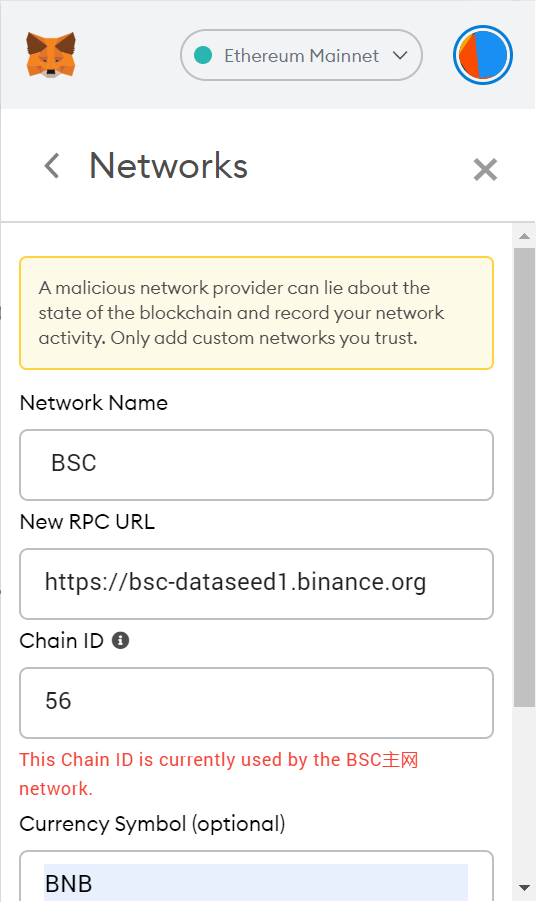 Ethereum Mainnet
Networks
A malicious network provider can lie about the
state of the blockchain and record your network
activity. Only add custom networks you trust.
Network Name
BSC
New RPC URL
https://bsc-dataseed1.binance.org
Chain ID
56
This Chain ID is currently used by the BSC主网
network.
Currency Symbol (optional)
BNB